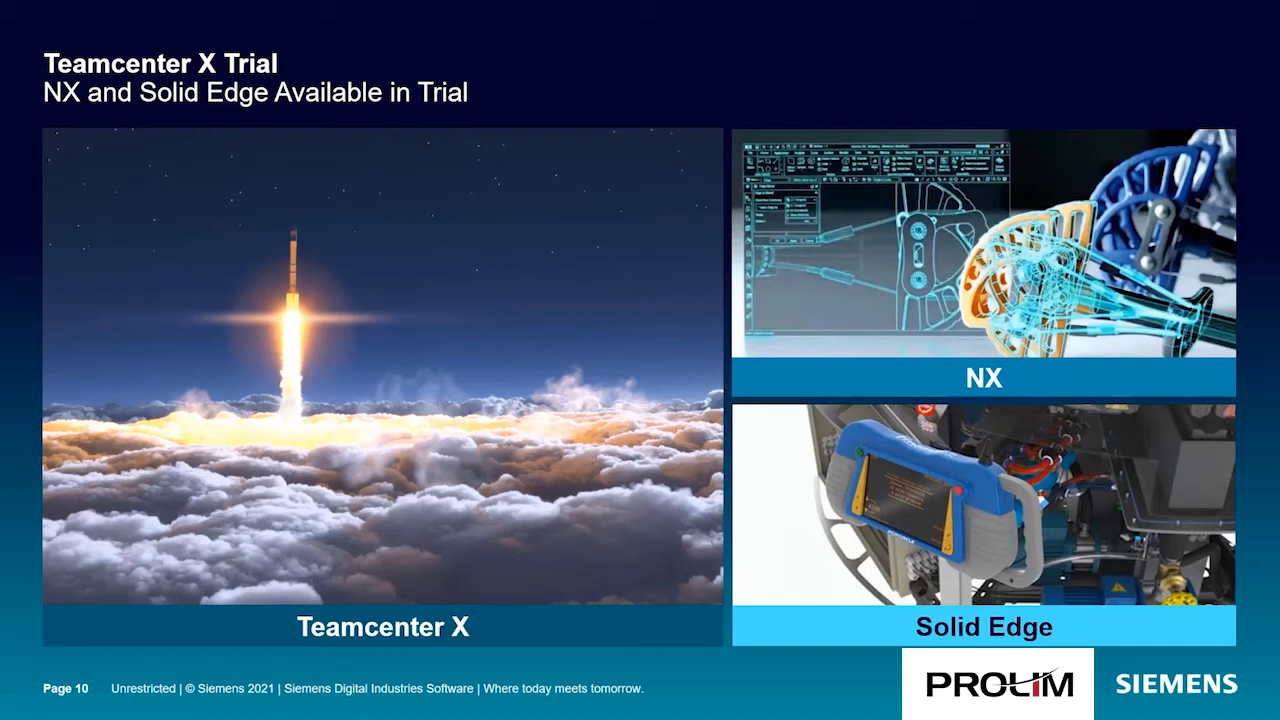 Teamcenter X Trial
NX and Solid Edge Available in Trial
NX
Teamcenter X
Solid Edge
Page 10 Unrestricted | © Siemens 2021 | Siemens Digital Industries Software | Where today meets tomorrow.
PROLIM
SIEMENS